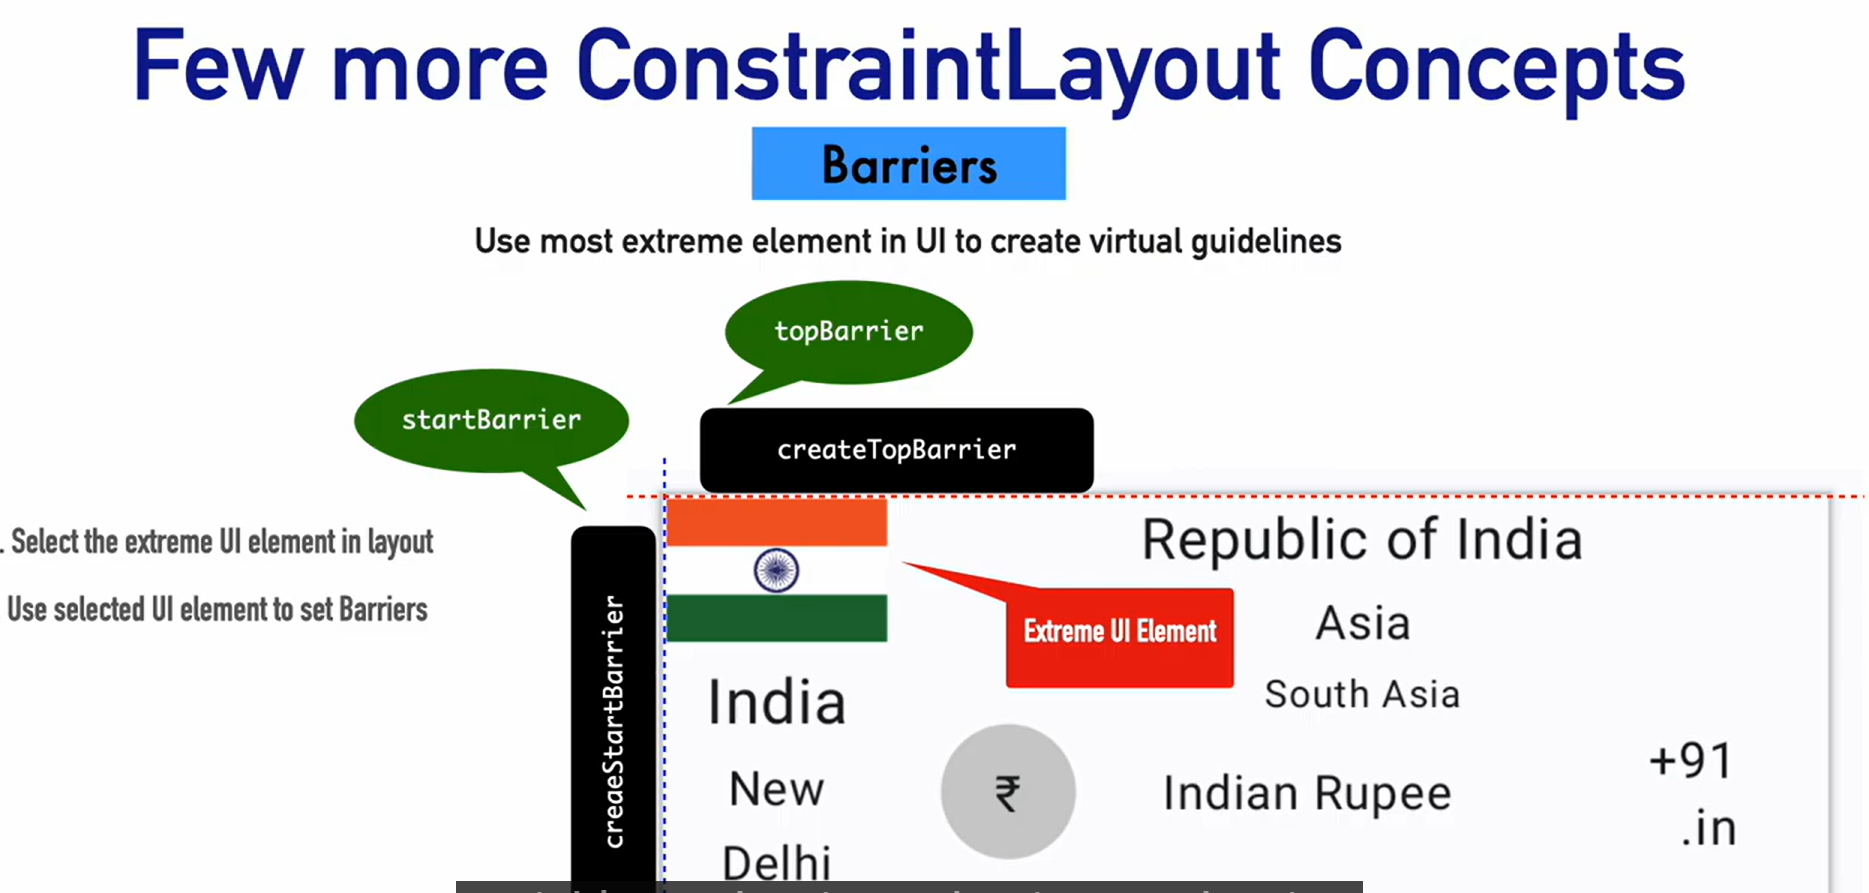 Few more ConstraintLayout Concepts
Barriers
Use most extreme element in UI to create virtual guidelines
topBarrier
startBarrier
createTopBarrier
. Select the extreme UI element in layout
Use selected UI element to set Barriers
creaeStartBarrier
Republic of India
Extreme UI Element
Asia
South Asia
India
New
Delhi
₹
Indian Rupee
+91
.in